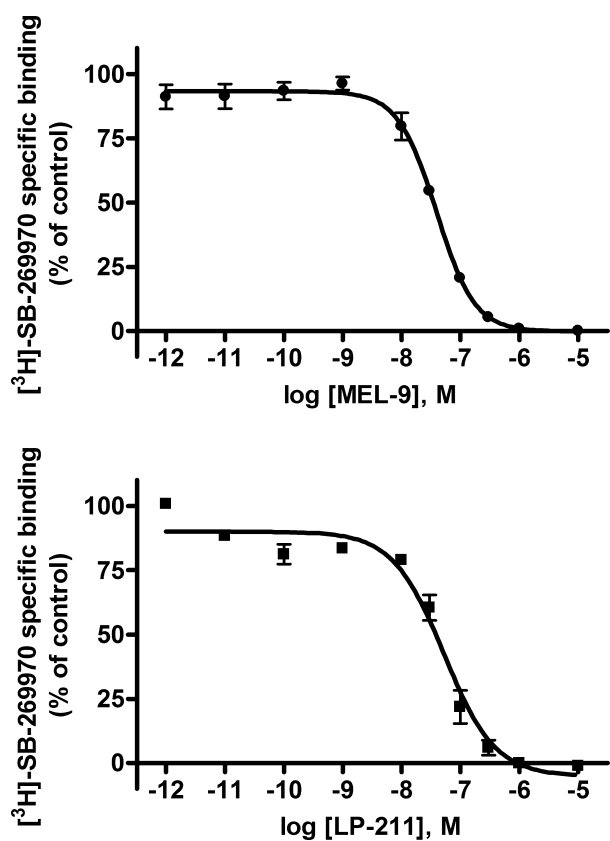 [³H]-SB-269970 specific binding
(% of control)
100
75
50
25
0
-12 -11 -10 -9 -8 -7 -6 -5
log [MEL-9], M
[³H]-SB-269970 specific binding
(% of control)
100
75
50
25
0
-12 -11 -10 -9 -8 -7 -6 -5
log [LP-211], M